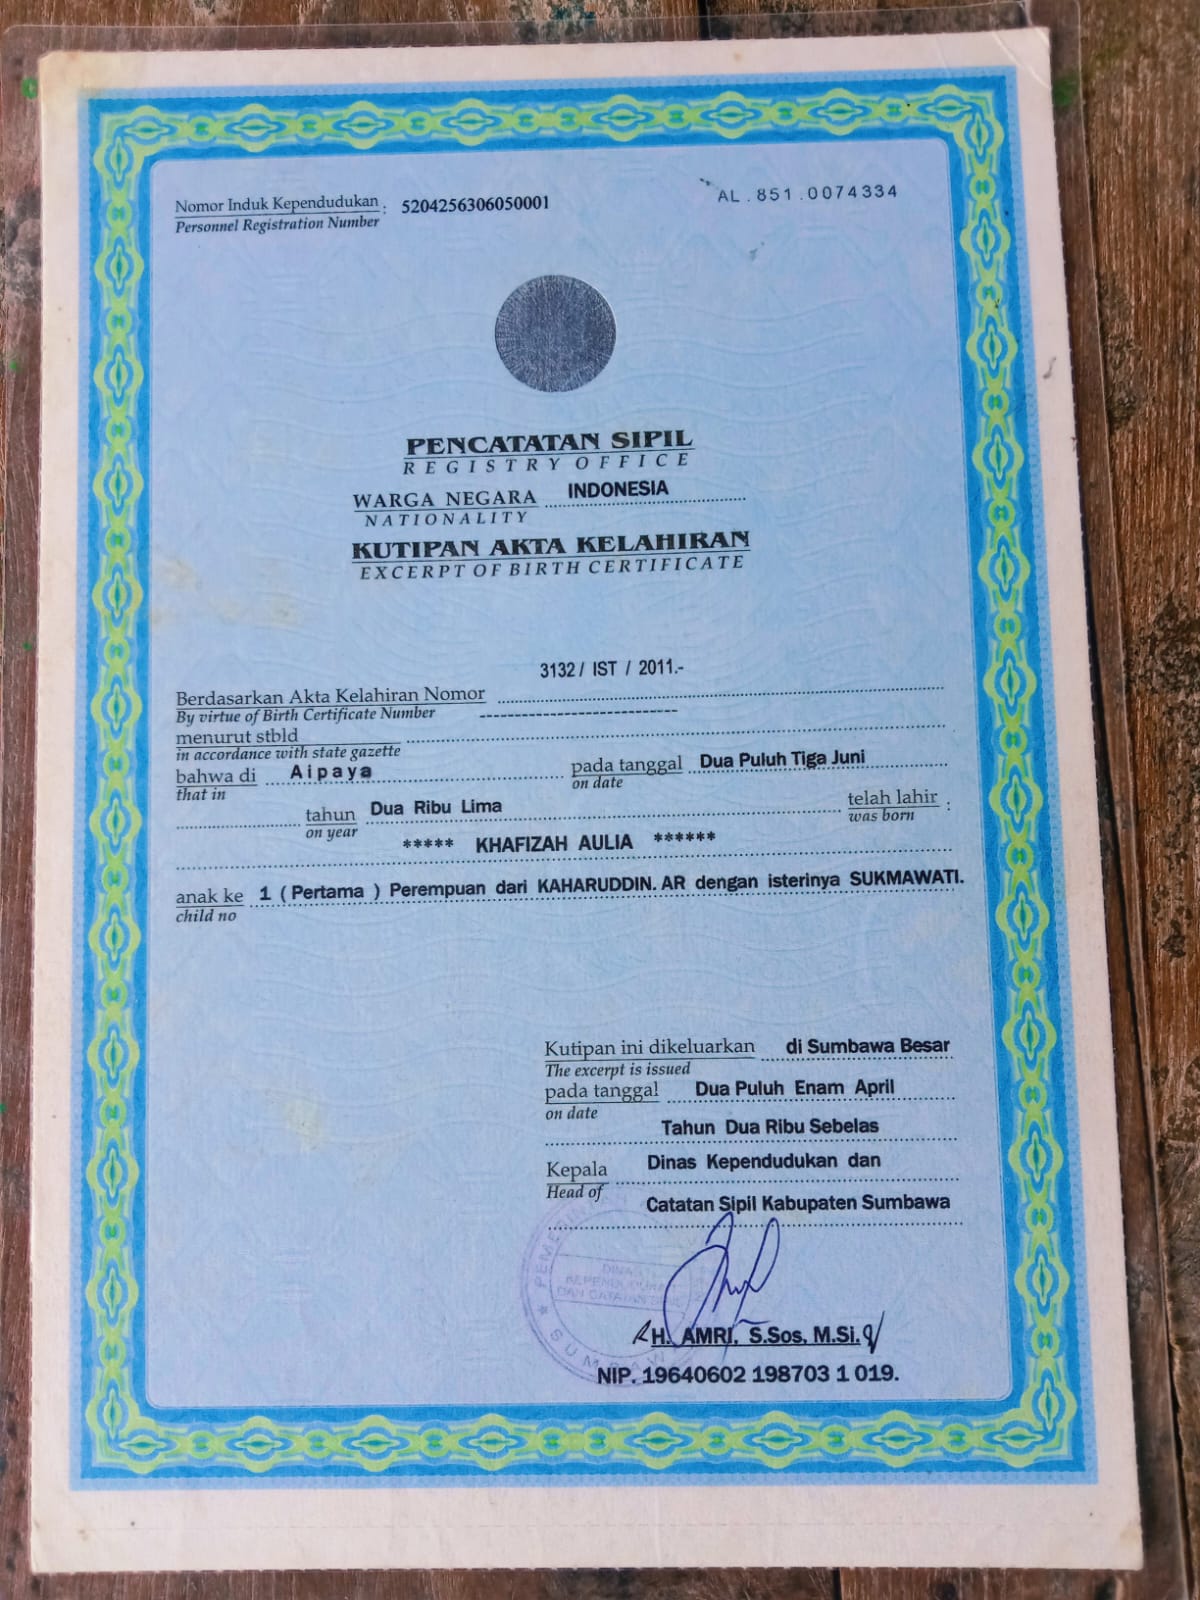 Nomor Induk Kependudukan : 5204256306050001
Personnel Registration Number
AL . 851 . 0074334
PENCATATAN SIPIL
REGISTRY OFFICE
WARGA NEGARA INDONESIA
NATIONALITY
KUTIPAN AKTA KELAHIRAN
EXCERPT OF BIRTH CERTIFICATE
3132 / IST / 2011.-
Berdasarkan Akta Kelahiran Nomor
By virtue of Birth Certificate Number
menurut stbld ----------------------------
in accordance with state gazette
bahwa di Aipaya pada tanggal Dua Puluh Tiga Juni
that in on date
tahun Dua Ribu Lima telah lahir :
on year was born
***** KHAFIZAH AULIA ******
anak ke 1 ( Pertama ) Perempuan dari KAHARUDDIN. AR dengan isterinya SUKMAWATI.
child no
Kutipan ini dikeluarkan di Sumbawa Besar
The excerpt is issued
pada tanggal Dua Puluh Enam April
on date
Tahun Dua Ribu Sebelas
Kepala Dinas Kependudukan dan
Head of
Catatan Sipil Kabupaten Sumbawa
DINAS
KEPENDUDUKAN
DAN CATATAN SIPIL
H. AMRI, S.Sos, M.Si.
NIP. 19640602 198703 1 019.